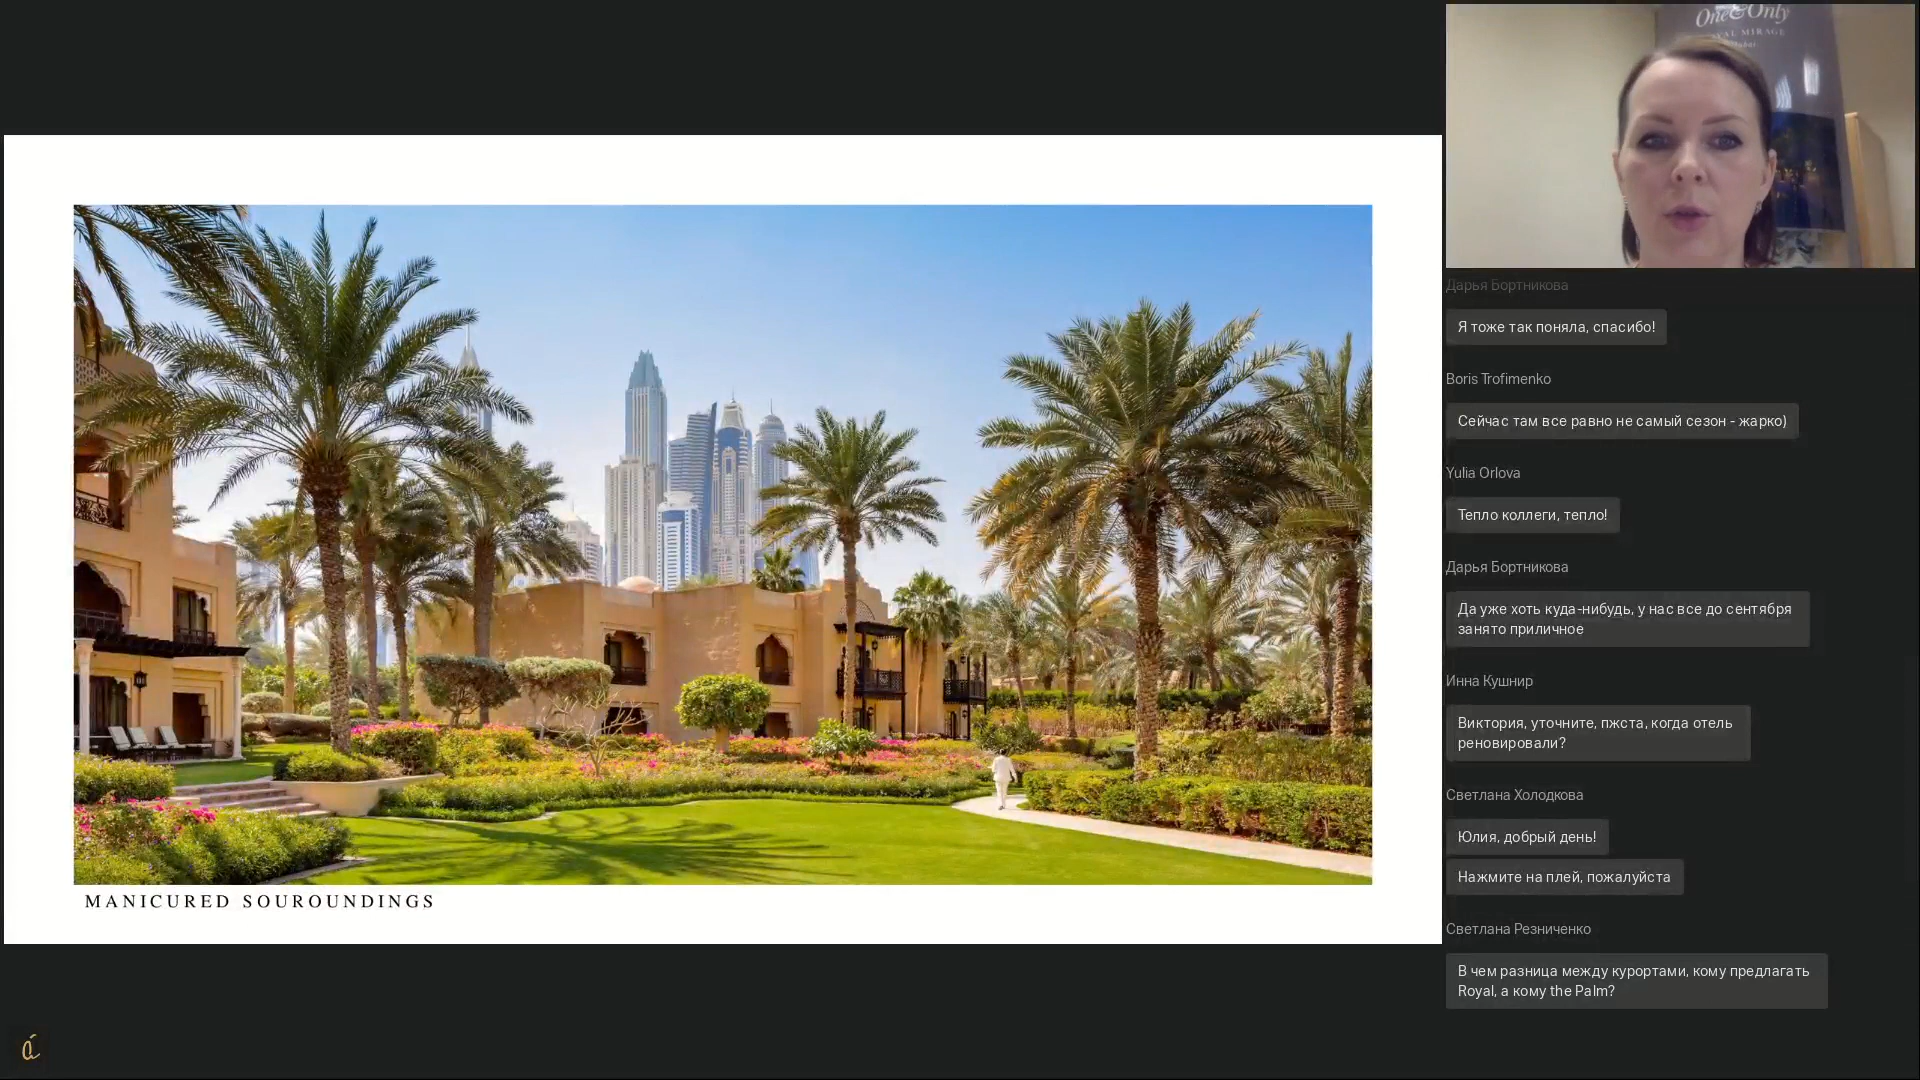 MANICURED SOUROUNDINGS
One&Only
ROYAL MIRAGE
Дарья Бортникова
Я тоже так поняла, спасибо!
Boris Trofimenko
Сейчас там все равно не самый сезон - жарко)
Yulia Orlova
Тепло коллеги, тепло!
Дарья Бортникова
Да уже хоть куда-нибудь, у нас все до сентября
занято приличное
Инна Кушнир
Виктория, уточните, пжста, когда отель
реновировали?
Светлана Холодкова
Юлия, добрый день!
Нажмите на плей, пожалуйста
Светлана Резниченко
В чем разница между курортами, кому предлагать
Royal, а кому the Palm?
á